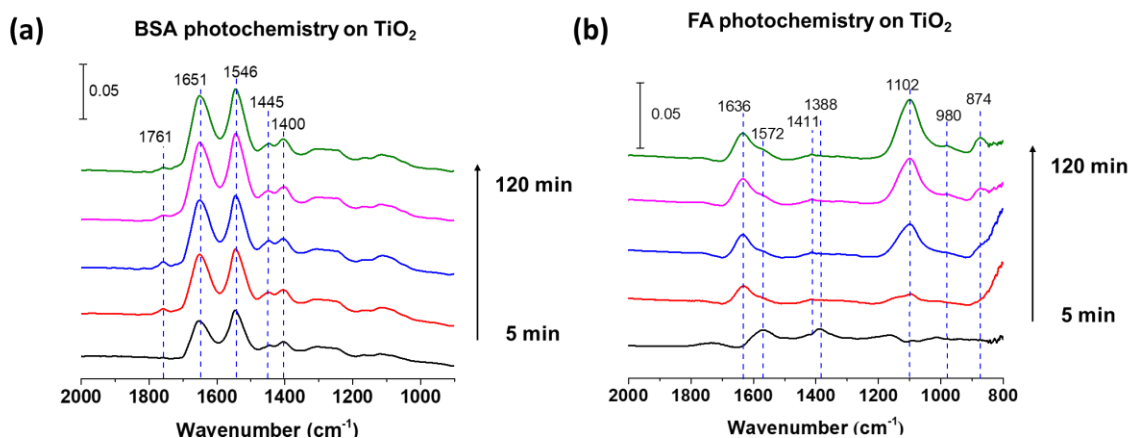 (a)
BSA photochemistry on TiO₂
0.05
1761
1651
1546
1445
1400
120 min
5 min
2000 1800 1600 1400 1200 1000
Wavenumber (cm⁻¹)
(b)
FA photochemistry on TiO₂
0.05
1636
1572
1411
1388
1102
980
874
120 min
5 min
2000 1800 1600 1400 1200 1000 800
Wavenumber (cm⁻¹)